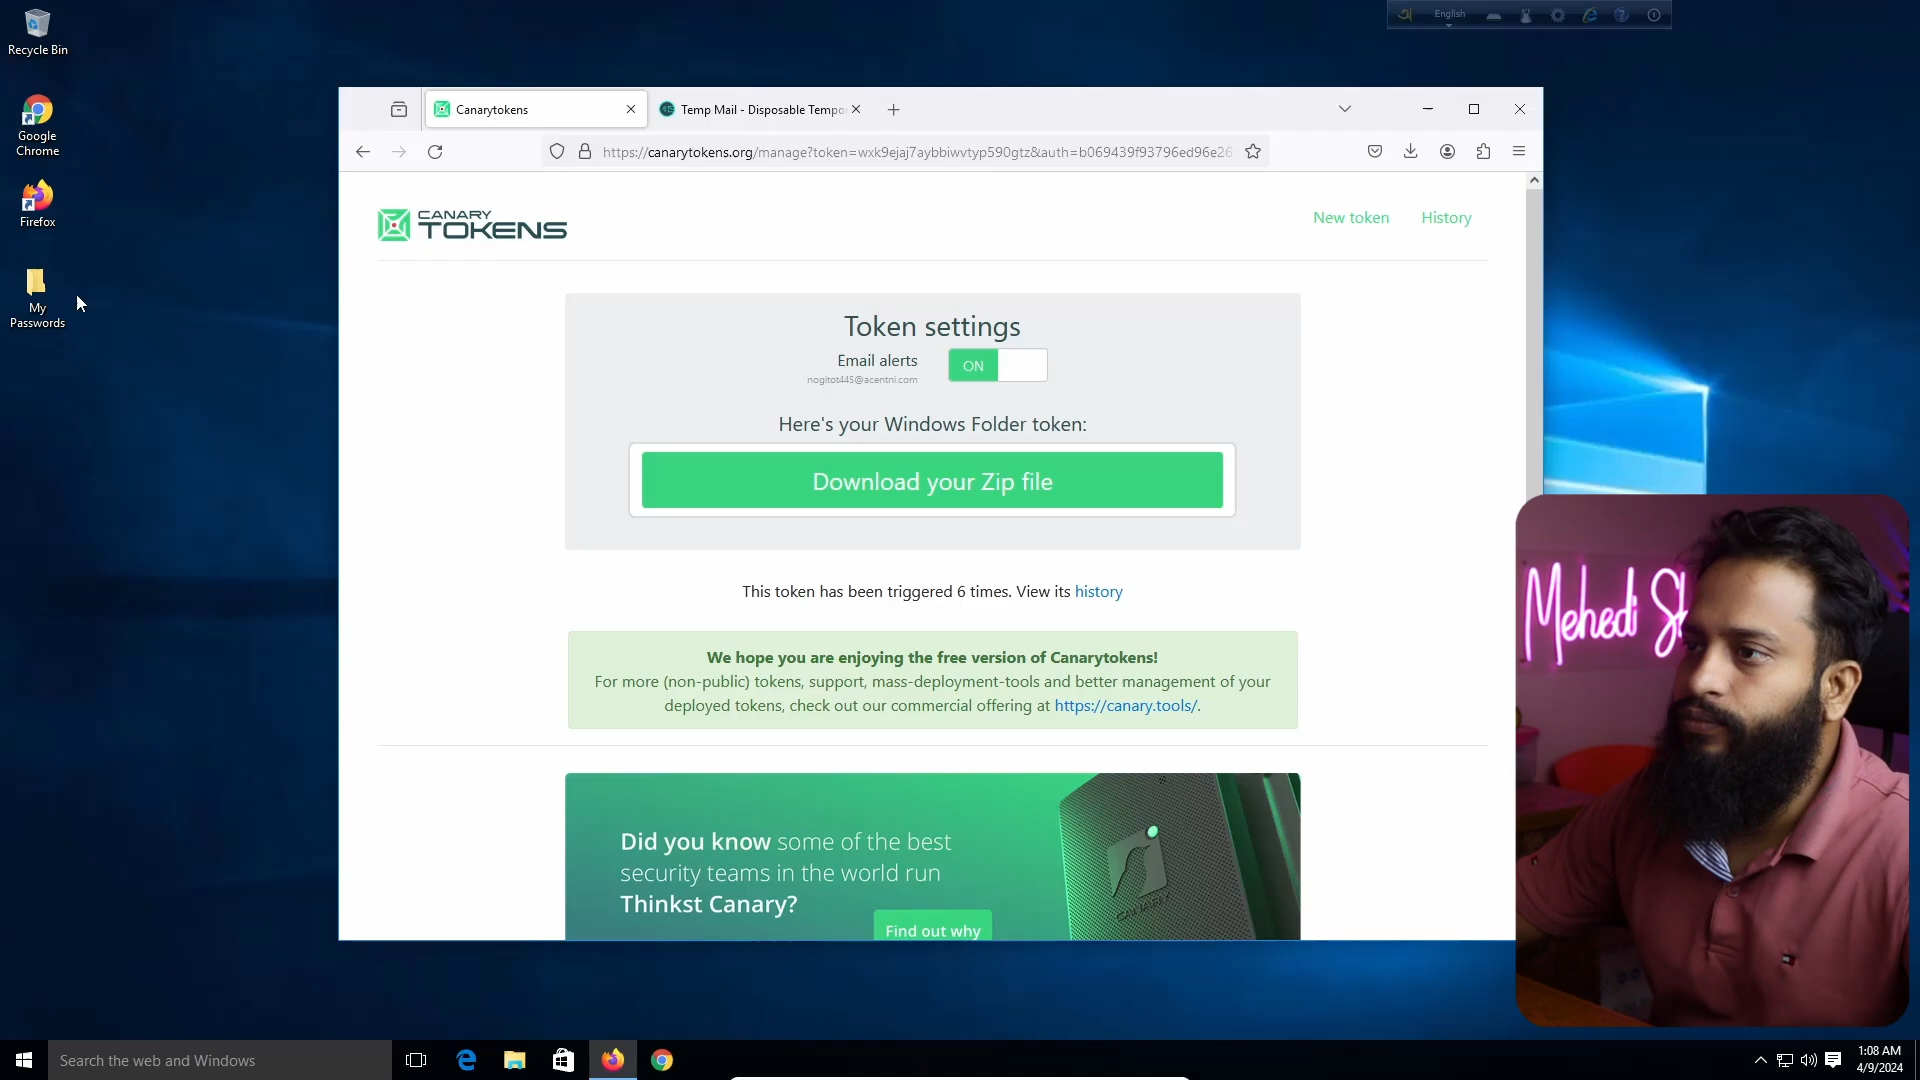 Recycle Bin
Google
Chrome
Firefox
My
Passwords
English
Canarytokens
Temp Mail - Disposable Tempo
https://canarytokens.org/manage?token=wxk9ejaj7aybbiwvtyp590gtz&auth=b069439f93796ed96e26
CANARY
TOKENS
New token
History
Token settings
Email alerts
nogitot445@acentni.com
ON
Here's your Windows Folder token:
Download your Zip file
This token has been triggered 6 times. View its history
We hope you are enjoying the free version of Canarytokens!
For more (non-public) tokens, support, mass-deployment-tools and better management of your
deployed tokens, check out our commercial offering at https://canary.tools/.
Did you know some of the best
security teams in the world run
Thinkst Canary?
Find out why
CANARY
Mehedi Sh
Search the web and Windows
1:08 AM
4/9/2024